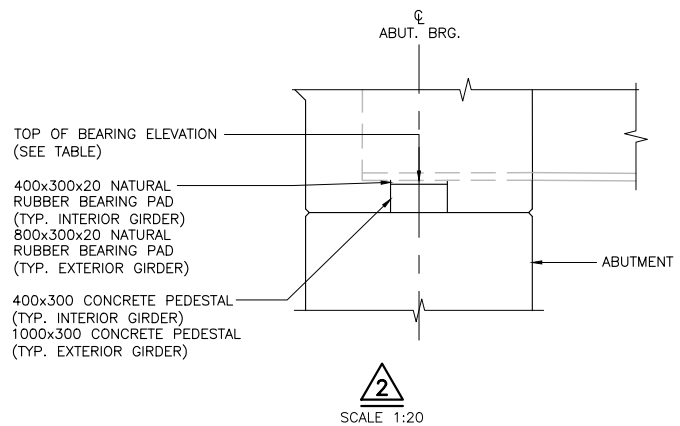 ℄
ABUT. BRG.
TOP OF BEARING ELEVATION
(SEE TABLE)
400x300x20 NATURAL
RUBBER BEARING PAD
(TYP. INTERIOR GIRDER)
800x300x20 NATURAL
RUBBER BEARING PAD
(TYP. EXTERIOR GIRDER)
ABUTMENT
400x300 CONCRETE PEDESTAL
(TYP. INTERIOR GIRDER)
1000x300 CONCRETE PEDESTAL
(TYP. EXTERIOR GIRDER)
2
SCALE 1:20